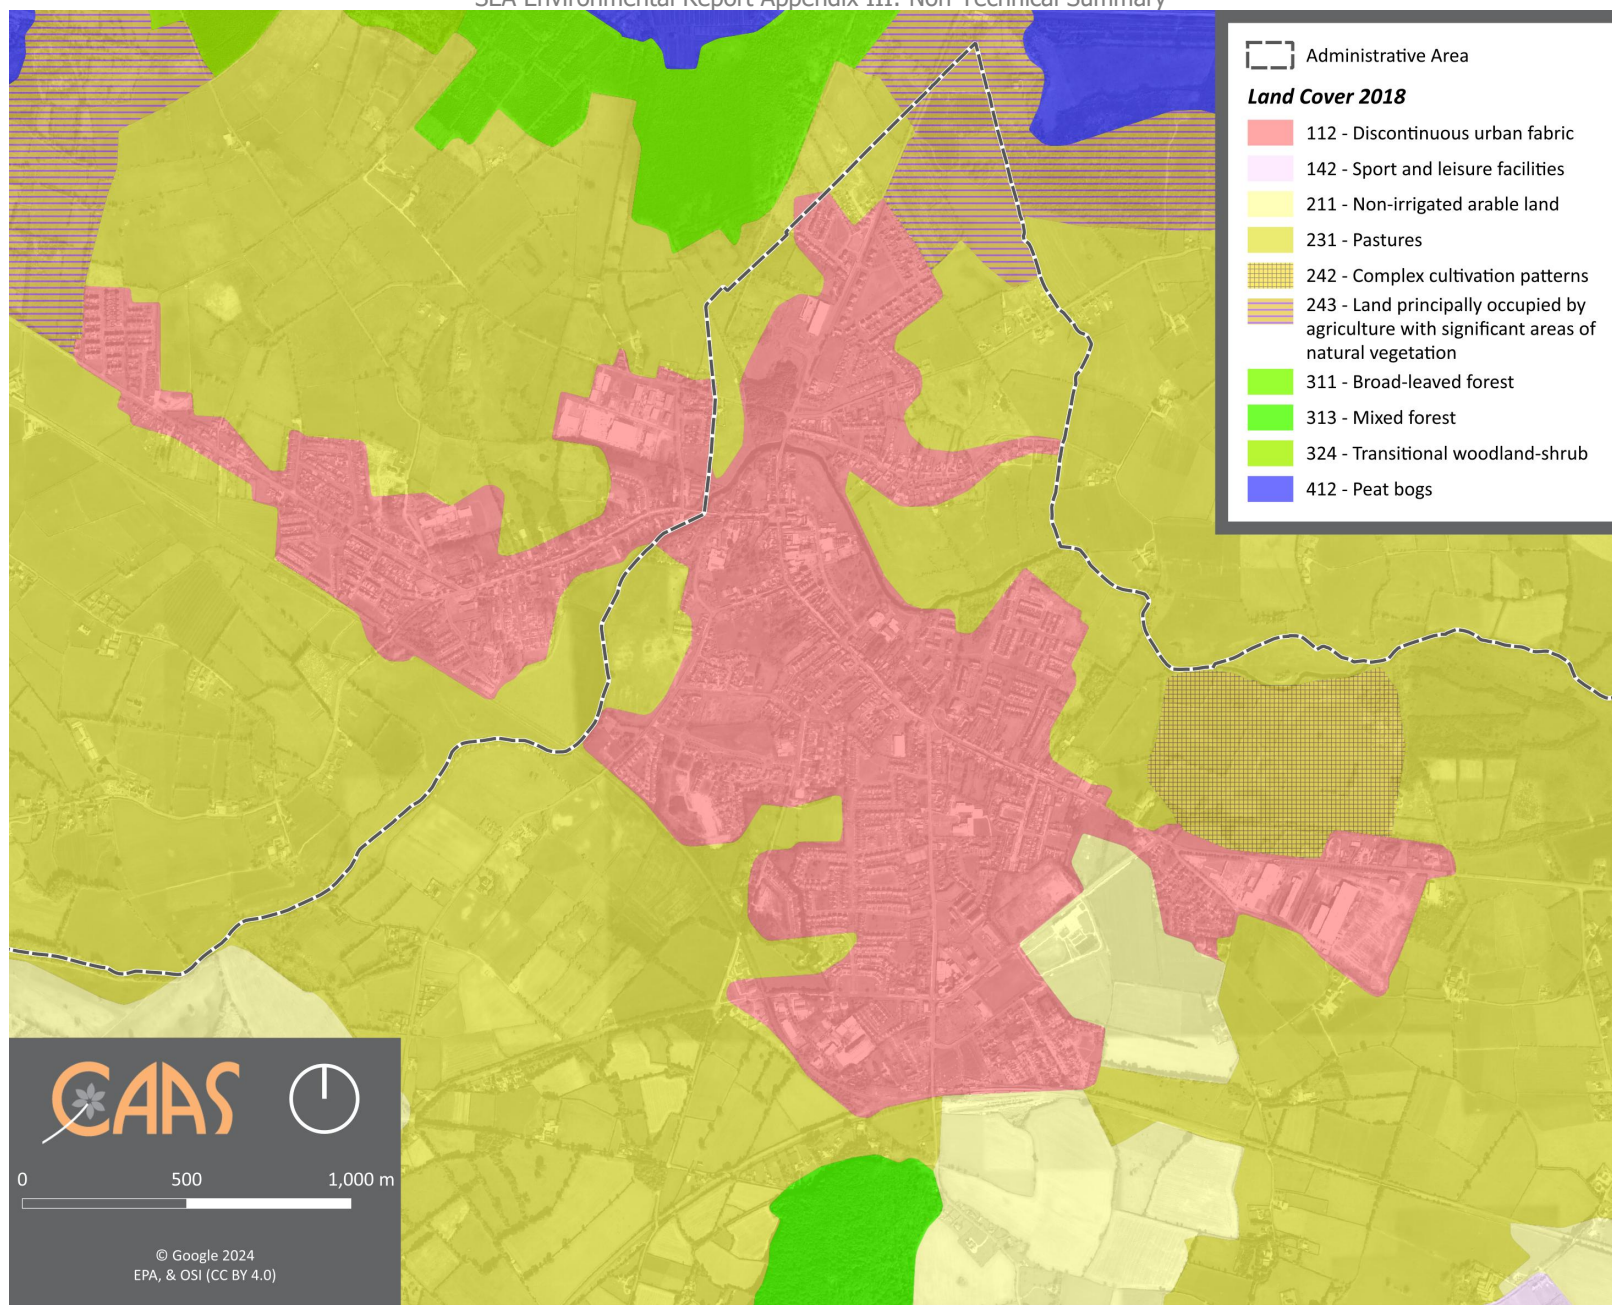 SEA Environmental Report Appendix III: Non-Technical Summary
Administrative Area
Land Cover 2018
112 - Discontinuous urban fabric
142 - Sport and leisure facilities
211 - Non-irrigated arable land
231 - Pastures
242 - Complex cultivation patterns
243 - Land principally occupied by
agriculture with significant areas of
natural vegetation
311 - Broad-leaved forest
313 - Mixed forest
324 - Transitional woodland-shrub
412 - Peat bogs
CAAS
0 500 1,000 m
© Google 2024
EPA, & OSI (CC BY 4.0)